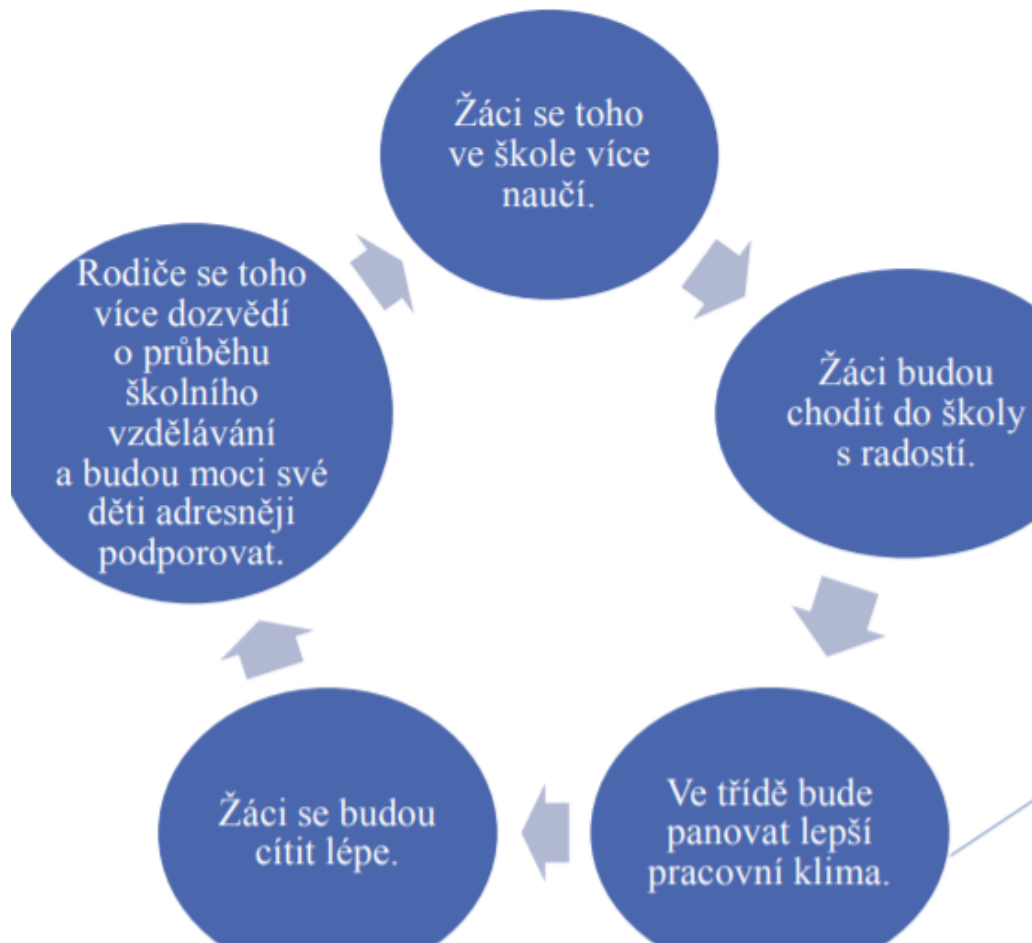 Žáci se toho
ve škole více
naučí.
Žáci budou
chodit do školy
s radostí.
Ve třídě bude
panovat lepší
pracovní klima.
Žáci se budou
cítit lépe.
Rodiče se toho
více dozvědí
o průběhu
školního
vzdělávání
a budou moci své
děti adresněji
podporovat.